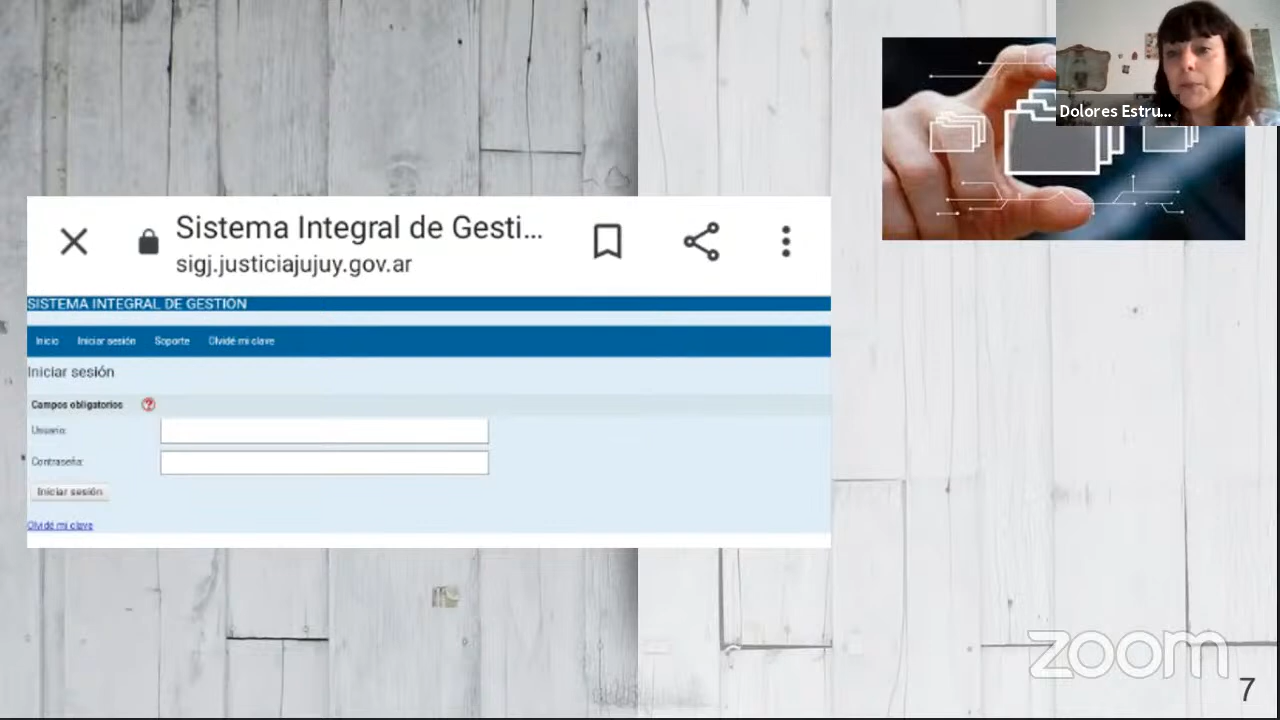 Dolores Estru...
Sistema Integral de Gesti...
sigj.justiciajujuy.gov.ar
SISTEMA INTEGRAL DE GESTIÓN
Inicio Iniciar sesión Soporte Olvidé mi clave
Iniciar sesión
Campos obligatorios ?
Usuario:
Contraseña:
Iniciar sesión
Olvidé mi clave
zoom
7